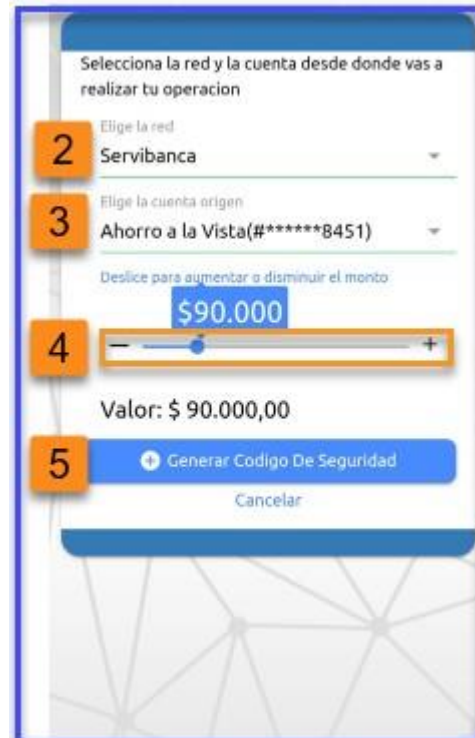 Selecciona la red y la cuenta desde donde vas a
realizar tu operacion
Elige la red
2
Servibanca
Elige la cuenta origen
3
Ahorro a la Vista(#******8451)
Deslice para aumentar o disminuir el monto
$90.000
4
– +
Valor: $ 90.000,00
5
Generar Codigo De Seguridad
Cancelar